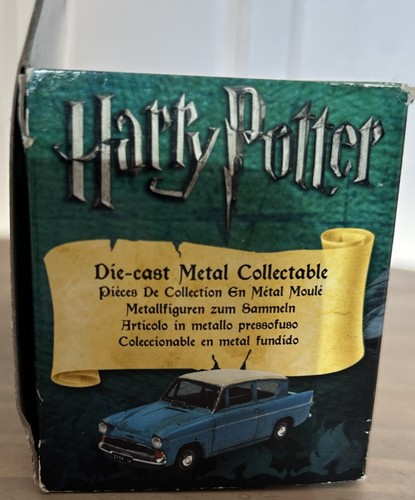 Harry Potter
Die-cast Metal Collectable
Pièces De Collection En Métal Moulé
Metallfiguren zum Sammeln
Articolo in metallo pressofuso
Coleccionable en metal fundido